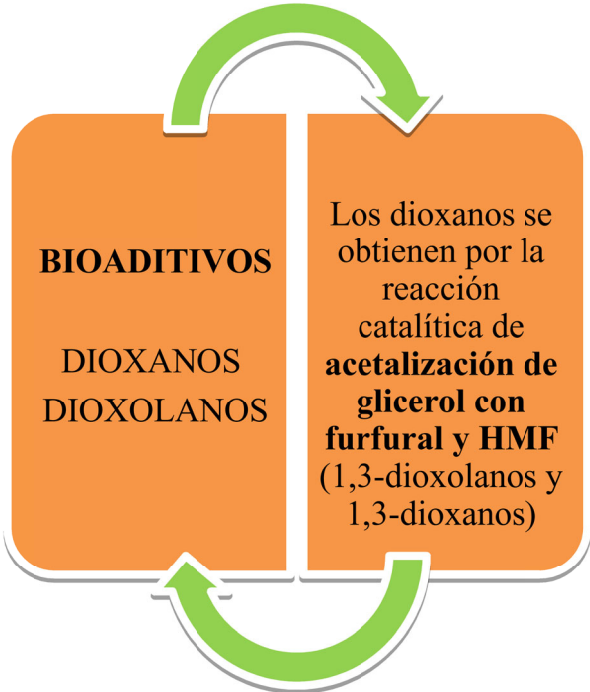 BIOADITIVOS
DIOXANOS
DIOXOLANOS
Los dioxanos se
obtienen por la
reacción
catalítica de
acetalización de
glicerol con
furfural y HMF
(1,3-dioxolanos y
1,3-dioxanos)